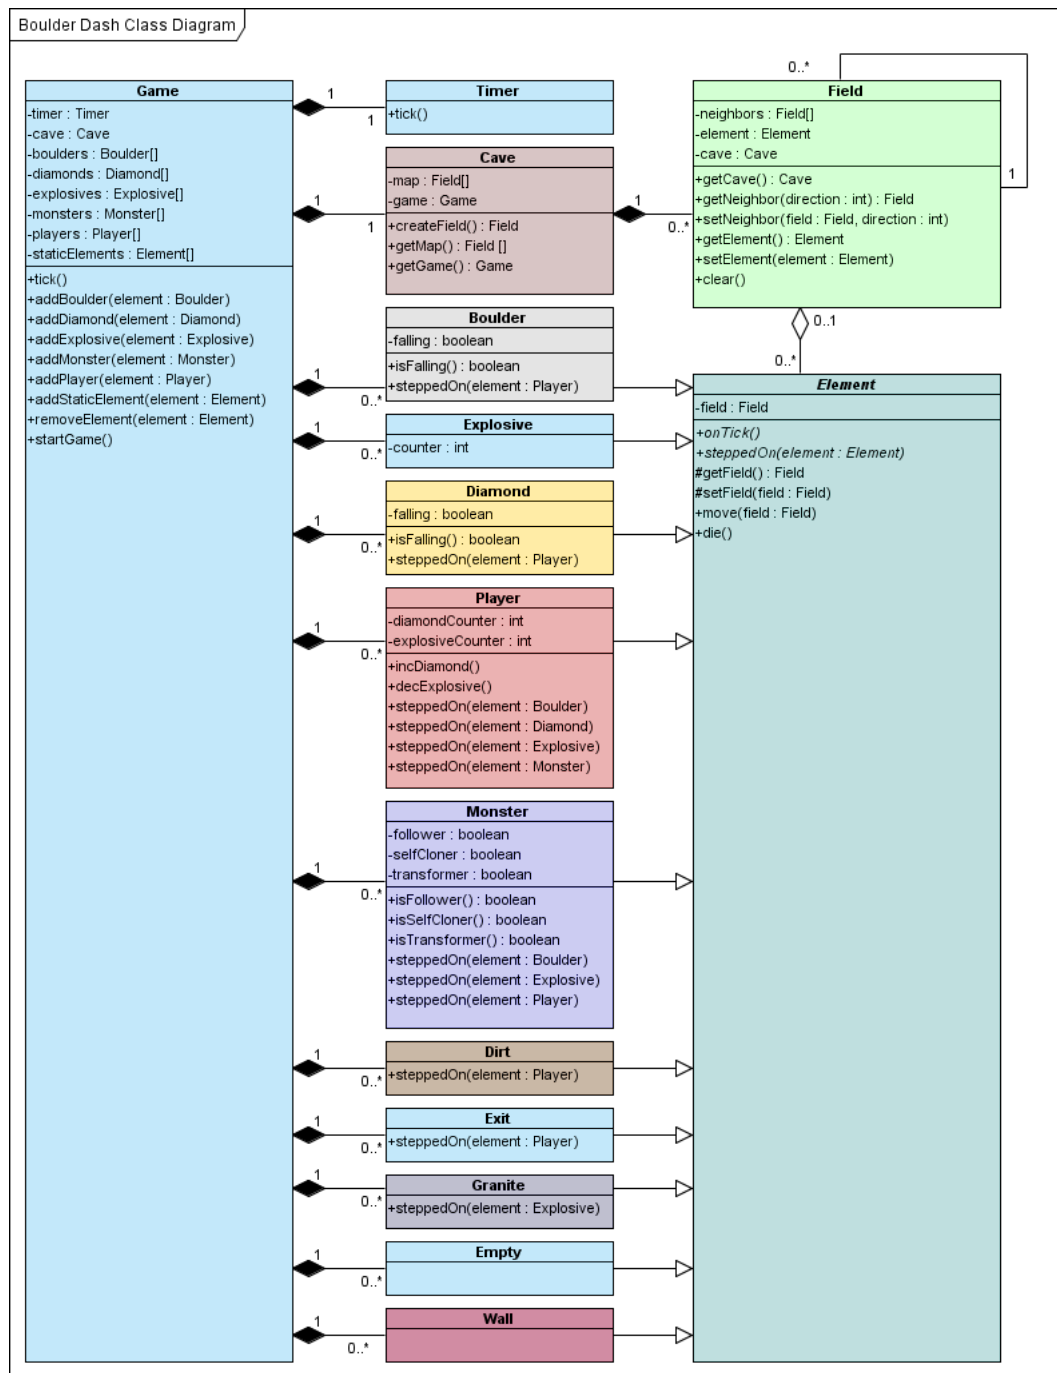 Boulder Dash Class Diagram
Game
-timer : Timer
-cave : Cave
-boulders : Boulder[]
-diamonds : Diamond[]
-explosives : Explosive[]
-monsters : Monster[]
-players : Player[]
-staticElements : Element[]
+tick()
+addBoulder(element : Boulder)
+addDiamond(element : Diamond)
+addExplosive(element : Explosive)
+addMonster(element : Monster)
+addPlayer(element : Player)
+addStaticElement(element : Element)
+removeElement(element : Element)
+startGame()
1
1
Timer
+tick()
1
1
Cave
-map : Field[]
-game : Game
+createField() : Field
+getMap() : Field []
+getGame() : Game
1
0..*
0..*
1
Field
-neighbors : Field[]
-element : Element
-cave : Cave
+getCave() : Cave
+getNeighbor(direction : int) : Field
+setNeighbor(field : Field, direction : int)
+getElement() : Element
+setElement(element : Element)
+clear()
0..1
0..*
1
0..*
Boulder
-falling : boolean
+isFalling() : boolean
+steppedOn(element : Player)
Element
-field : Field
+onTick()
+steppedOn(element : Element)
#getField() : Field
#setField(field : Field)
+move(field : Field)
+die()
1
0..*
Explosive
-counter : int
1
0..*
Diamond
-falling : boolean
+isFalling() : boolean
+steppedOn(element : Player)
1
0..*
Player
-diamondCounter : int
-explosiveCounter : int
+incDiamond()
+decExplosive()
+steppedOn(element : Boulder)
+steppedOn(element : Diamond)
+steppedOn(element : Explosive)
+steppedOn(element : Monster)
1
0..*
Monster
-follower : boolean
-selfCloner : boolean
-transformer : boolean
+isFollower() : boolean
+isSelfCloner() : boolean
+isTransformer() : boolean
+steppedOn(element : Boulder)
+steppedOn(element : Explosive)
+steppedOn(element : Player)
1
0..*
Dirt
+steppedOn(element : Player)
1
0..*
Exit
+steppedOn(element : Player)
1
0..*
Granite
+steppedOn(element : Explosive)
1
0..*
Empty
1
0..*
Wall